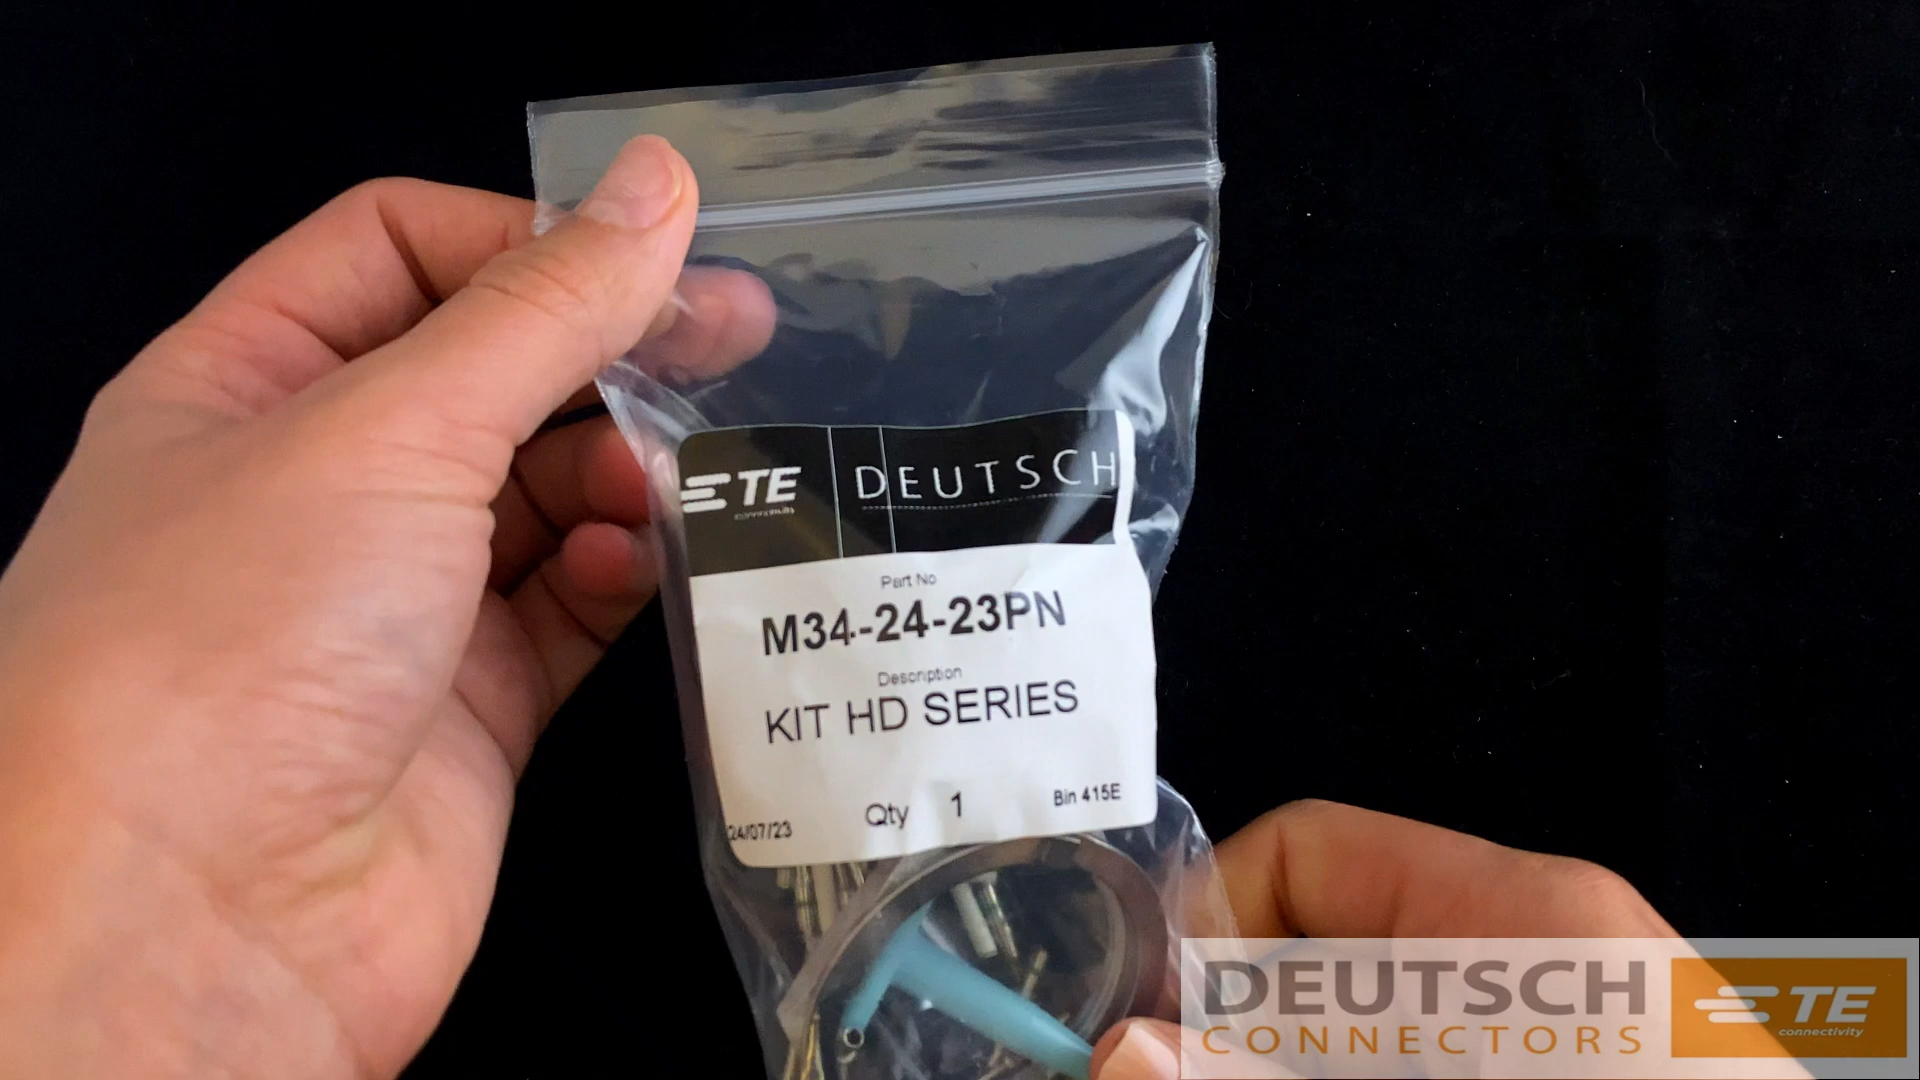 TE
connectivity
DEUTSCH
Part No
M34-24-23PN
Description
KIT HD SERIES
Qty 1
Bin 415E
24/07/23
DEUTSCH
CONNECTORS
TE
connectivity